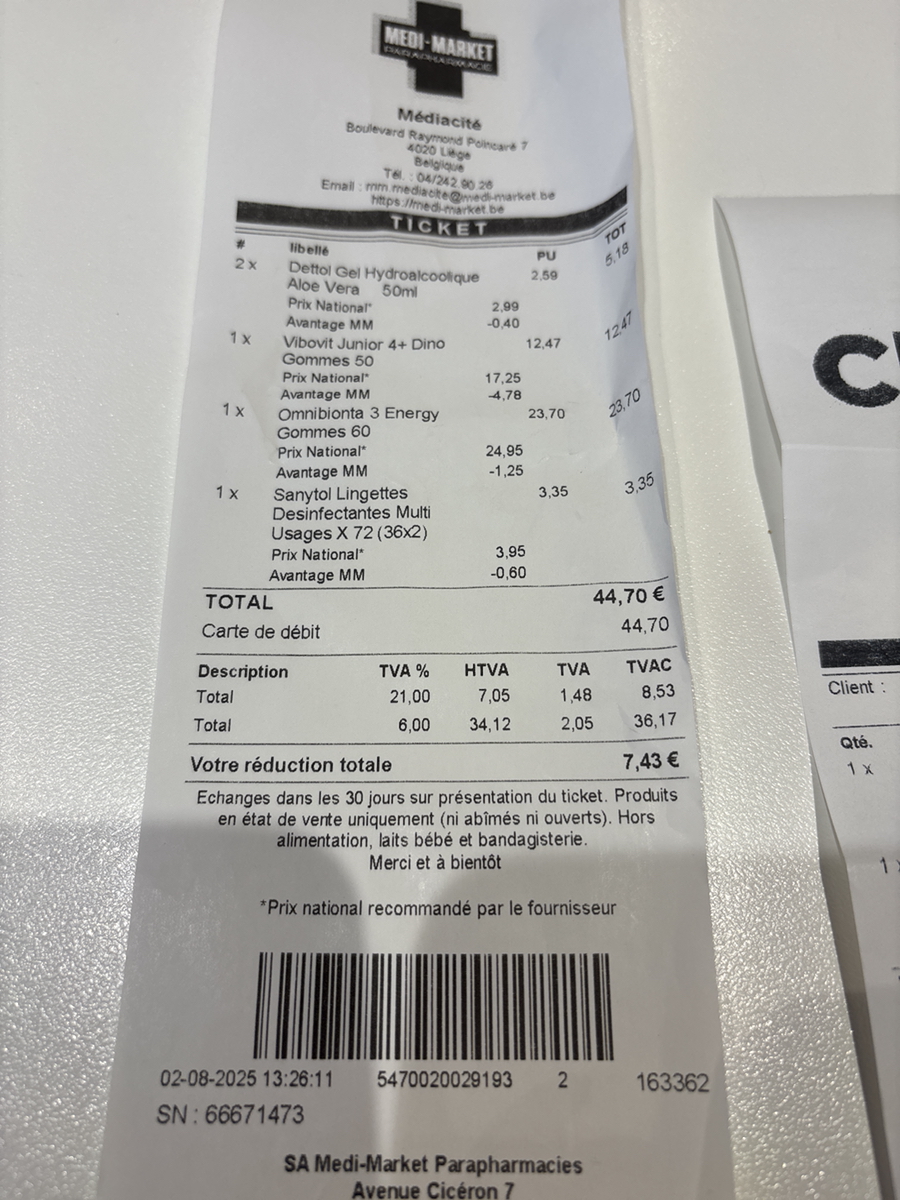 MEDI-MARKET
PARAPHARMACIE
Médiacité
Boulevard Raymond Poincaré 7
4020 Liège
Belgique
Tél. : 04/242.90.26
Email : mm.mediacite@medi-market.be
https://medi-market.be
TICKET
# libellé PU TOT
2 x Dettol Gel Hydroalcoolique 2,59 5,18
Aloe Vera 50ml
Prix National* 2,99
Avantage MM -0,40
1 x Vibovit Junior 4+ Dino 12,47 12,47
Gommes 50
Prix National* 17,25
Avantage MM -4,78
1 x Omnibionta 3 Energy 23,70 23,70
Gommes 60
Prix National* 24,95
Avantage MM -1,25
1 x Sanytol Lingettes 3,35 3,35
Desinfectantes Multi
Usages X 72 (36x2)
Prix National* 3,95
Avantage MM -0,60
TOTAL 44,70 €
Carte de débit 44,70
Description TVA % HTVA TVA TVAC
Total 21,00 7,05 1,48 8,53
Total 6,00 34,12 2,05 36,17
Votre réduction totale 7,43 €
Echanges dans les 30 jours sur présentation du ticket. Produits
en état de vente uniquement (ni abîmés ni ouverts). Hors
alimentation, laits bébé et bandagisterie.
Merci et à bientôt
*Prix national recommandé par le fournisseur
02-08-2025 13:26:11 5470020029193 2 163362
SN : 66671473
SA Medi-Market Parapharmacies
Avenue Cicéron 7
Client :
Qté.
1 x